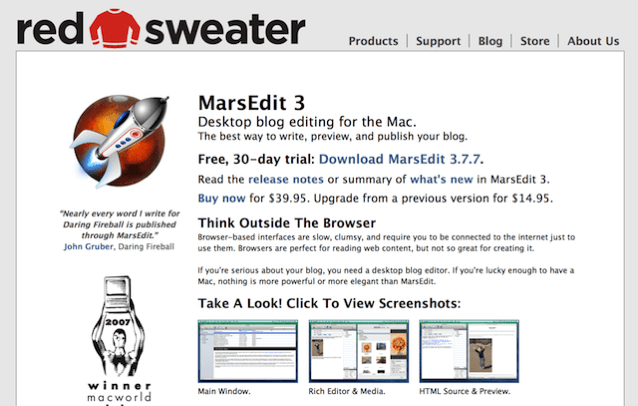 red sweater
Products | Support | Blog | Store | About Us
MarsEdit 3
Desktop blog editing for the Mac.
The best way to write, preview, and publish your blog.
Free, 30-day trial: Download MarsEdit 3.7.7.
Read the release notes or summary of what's new in MarsEdit 3.
Buy now for $39.95. Upgrade from a previous version for $14.95.
"Nearly every word I write for
Daring Fireball is published
through MarsEdit."
John Gruber, Daring Fireball
Think Outside The Browser
Browser-based interfaces are slow, clumsy, and require you to be connected to the internet just to
use them. Browsers are perfect for reading web content, but not so great for creating it.
If you're serious about your blog, you need a desktop blog editor. If you're lucky enough to have a
Mac, nothing is more powerful or more elegant than MarsEdit.
2007
winner
macworld
Take A Look! Click To View Screenshots:
Main Window.
Rich Editor & Media.
HTML Source & Preview.